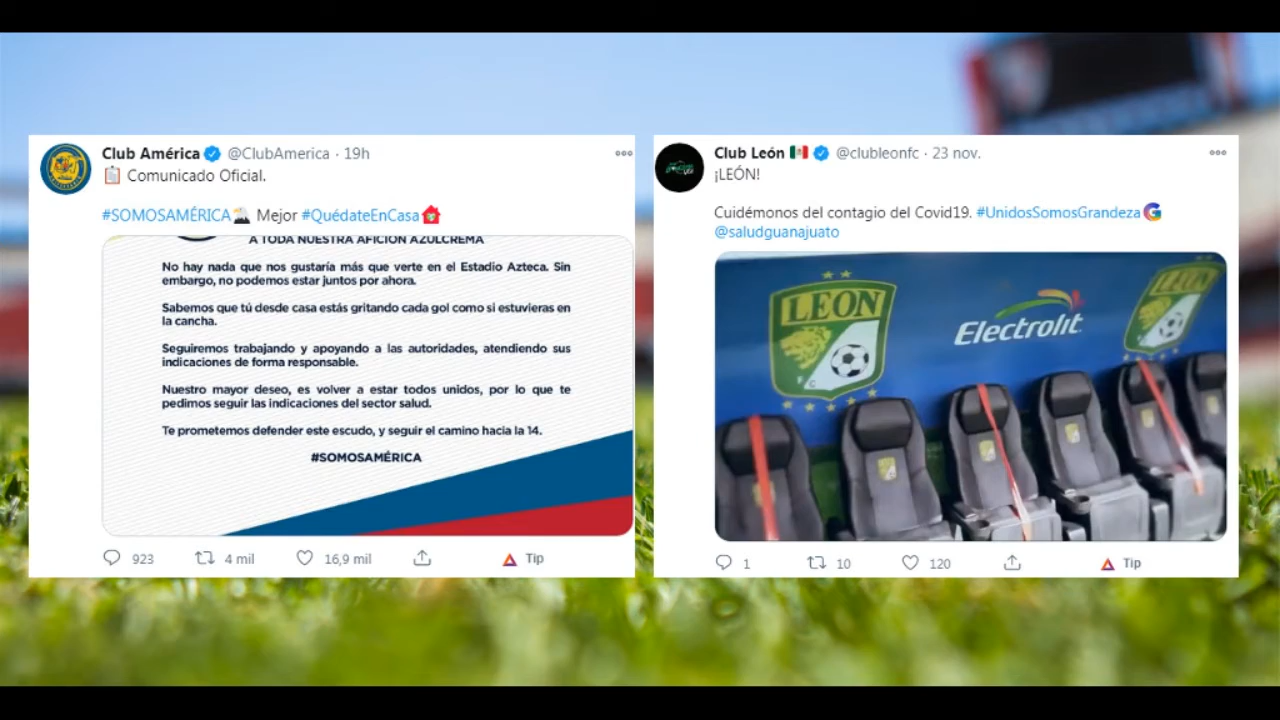 Club América @ClubAmerica · 19h
Comunicado Oficial.
#SOMOSAMÉRICA Mejor #QuédateEnCasa
A TODA NUESTRA AFICIÓN AZULCREMA
No hay nada que nos gustaría más que verte en el Estadio Azteca. Sin
embargo, no podemos estar juntos por ahora.
Sabemos que tú desde casa estás gritando cada gol como si estuvieras en
la cancha.
Seguiremos trabajando y apoyando a las autoridades, atendiendo sus
indicaciones de forma responsable.
Nuestro mayor deseo, es volver a estar todos unidos, por lo que te
pedimos seguir las indicaciones del sector salud.
Te prometemos defender este escudo, y seguir el camino hacia la 14.
#SOMOSAMÉRICA
923 4 mil 16,9 mil Tip
Club León @clubleonfc · 23 nov.
¡LEÓN!
Cuidémonos del contagio del Covid19. #UnidosSomosGrandeza
@saludguanajuato
LEON
Electrolit
LEON
F C
1 10 120 Tip